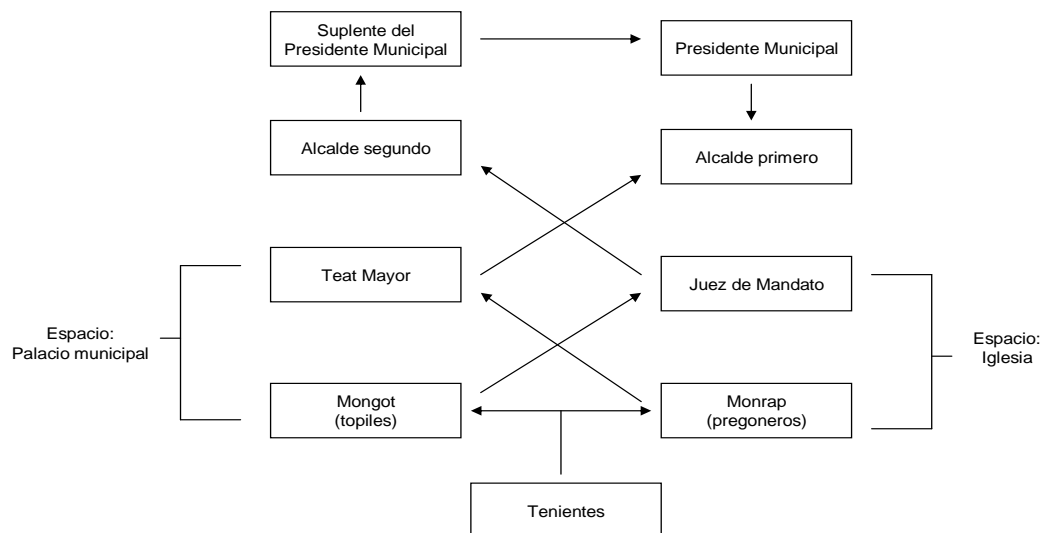 Suplente del
Presidente Municipal
Presidente Municipal
Alcalde segundo
Alcalde primero
Teat Mayor
Juez de Mandato
Espacio:
Palacio municipal
Espacio:
Iglesia
Mongot
(topiles)
Monrap
(pregoneros)
Tenientes